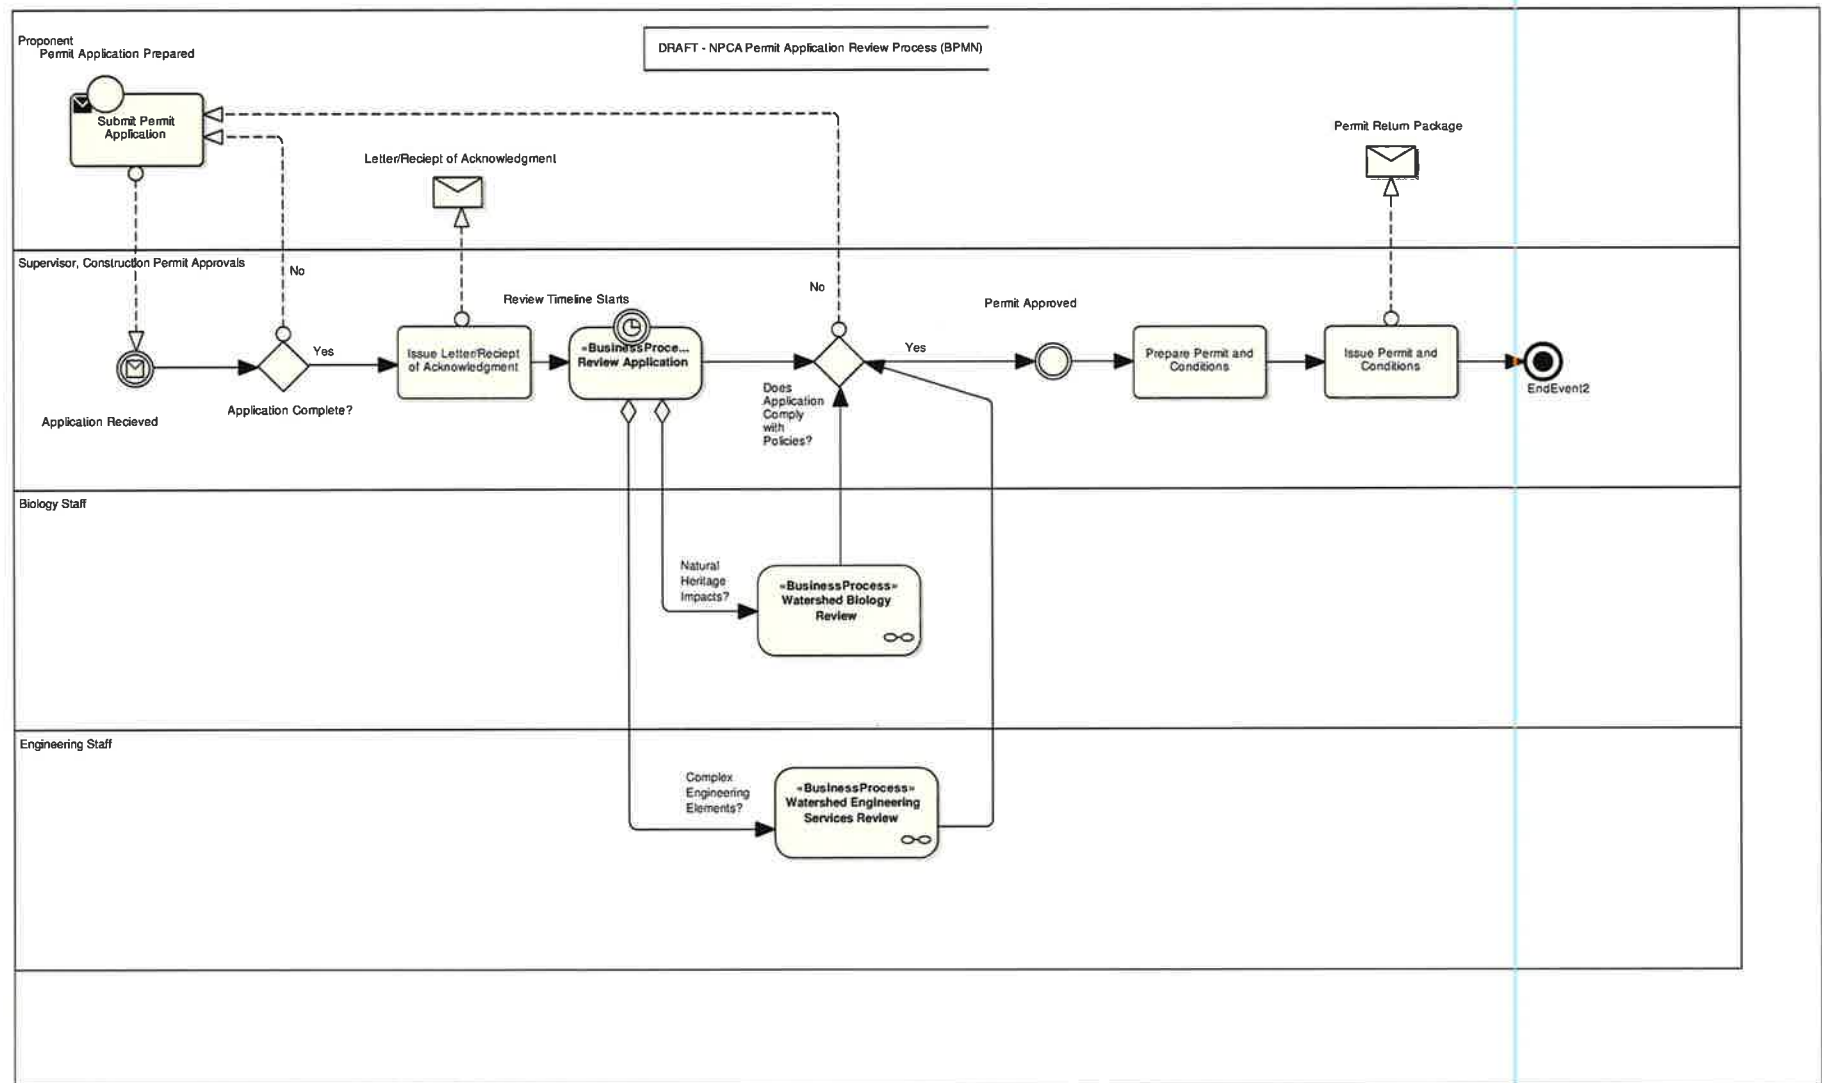 Proponent
Permit Application Prepared
DRAFT - NPCA Permit Application Review Process (BPMN)
Submit Permit
Application
Letter/Reciept of Acknowledgment
Permit Return Package
Supervisor, Construction Permit Approvals
No
Review Timeline Starts
No
Permit Approved
Yes
Issue Letter/Reciept
of Acknowledgment
«BusinessProce...
Review Application
Yes
Prepare Permit and
Conditions
Issue Permit and
Conditions
EndEvent2
Application Recieved
Application Complete?
Does
Application
Comply
with
Policies?
Biology Staff
Natural
Heritage
Impacts?
«BusinessProcess»
Watershed Biology
Review
Engineering Staff
Complex
Engineering
Elements?
«BusinessProcess»
Watershed Engineering
Services Review